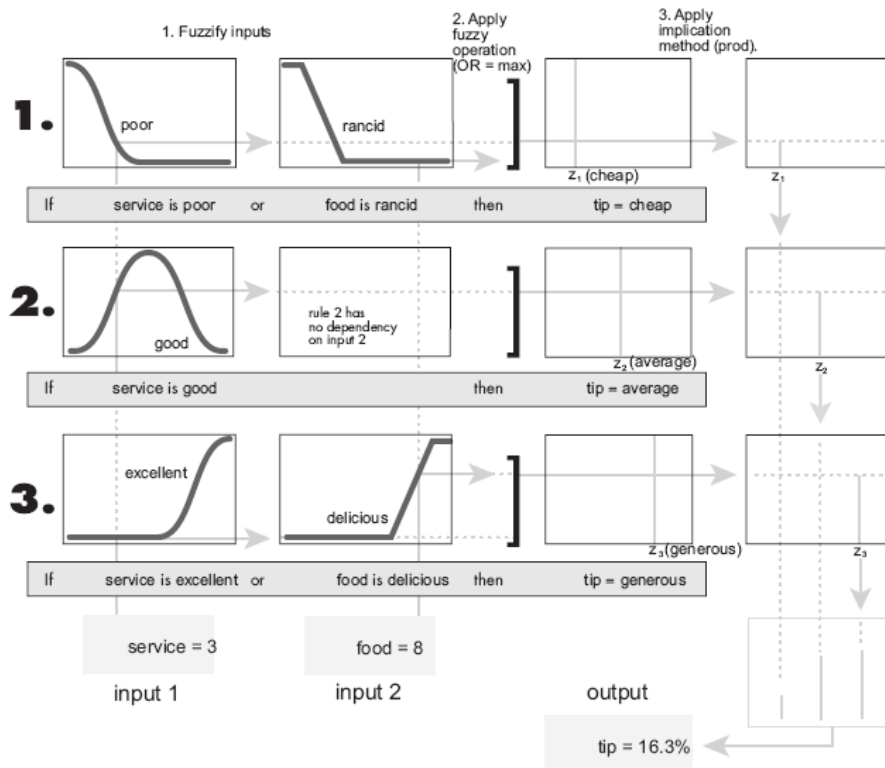 1. Fuzzify inputs
2. Apply
fuzzy
operation
(OR = max)
3. Apply
implication
method (prod).
1.
poor
rancid
z1 (cheap)
z1
If service is poor or food is rancid then tip = cheap
2.
good
rule 2 has
no dependency
on input 2
z2 (average)
z2
If service is good then tip = average
3.
excellent
delicious
z3 (generous)
z3
If service is excellent or food is delicious then tip = generous
service = 3
food = 8
input 1
input 2
output
tip = 16.3%